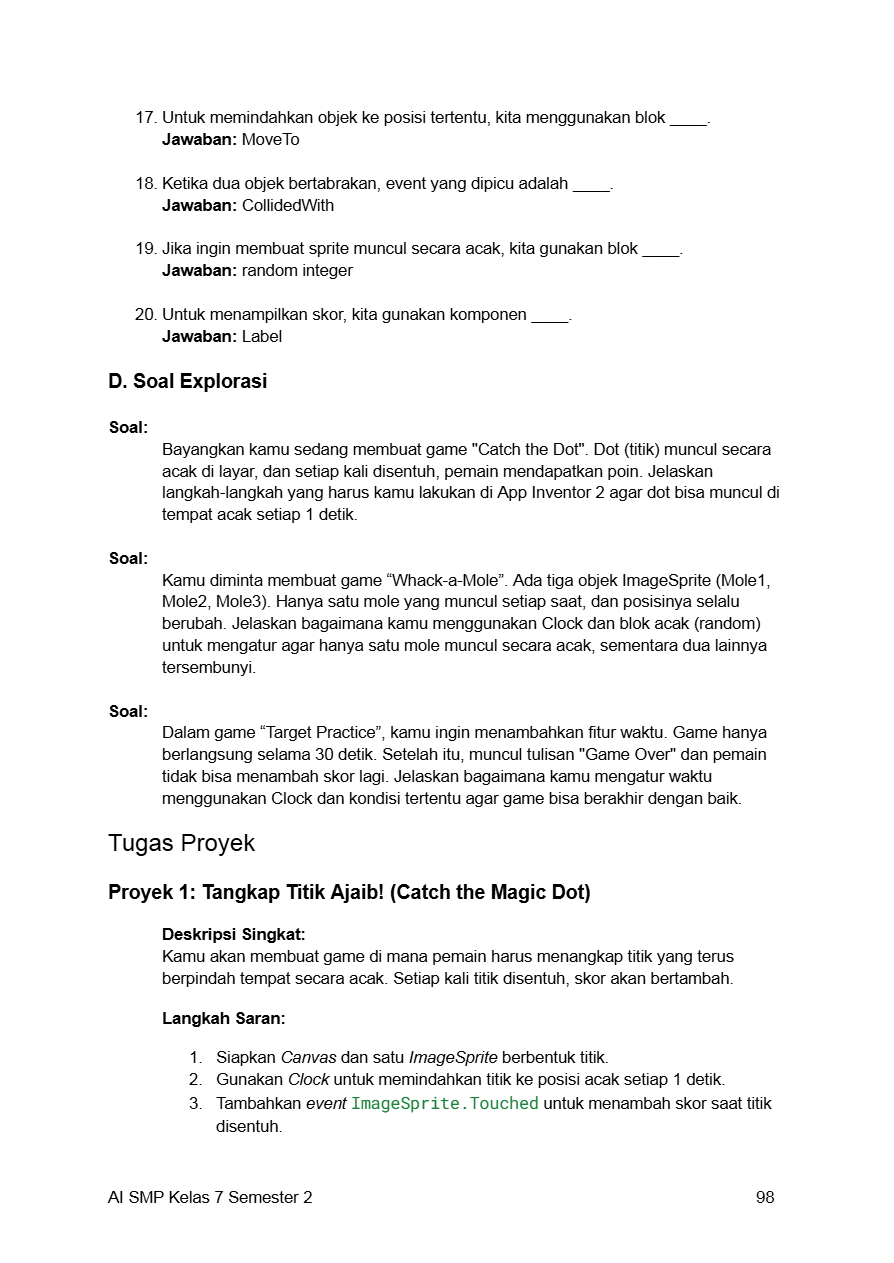 17. Untuk memindahkan objek ke posisi tertentu, kita menggunakan blok ____.
Jawaban: MoveTo
18. Ketika dua objek bertabrakan, event yang dipicu adalah ____.
Jawaban: CollidedWith
19. Jika ingin membuat sprite muncul secara acak, kita gunakan blok ____.
Jawaban: random integer
20. Untuk menampilkan skor, kita gunakan komponen ____.
Jawaban: Label
D. Soal Explorasi
Soal:
Bayangkan kamu sedang membuat game "Catch the Dot". Dot (titik) muncul secara
acak di layar, dan setiap kali disentuh, pemain mendapatkan poin. Jelaskan
langkah-langkah yang harus kamu lakukan di App Inventor 2 agar dot bisa muncul di
tempat acak setiap 1 detik.
Soal:
Kamu diminta membuat game “Whack-a-Mole”. Ada tiga objek ImageSprite (Mole1,
Mole2, Mole3). Hanya satu mole yang muncul setiap saat, dan posisinya selalu
berubah. Jelaskan bagaimana kamu menggunakan Clock dan blok acak (random)
untuk mengatur agar hanya satu mole muncul secara acak, sementara dua lainnya
tersembunyi.
Soal:
Dalam game “Target Practice”, kamu ingin menambahkan fitur waktu. Game hanya
berlangsung selama 30 detik. Setelah itu, muncul tulisan "Game Over" dan pemain
tidak bisa menambah skor lagi. Jelaskan bagaimana kamu mengatur waktu
menggunakan Clock dan kondisi tertentu agar game bisa berakhir dengan baik.
Tugas Proyek
Proyek 1: Tangkap Titik Ajaib! (Catch the Magic Dot)
Deskripsi Singkat:
Kamu akan membuat game di mana pemain harus menangkap titik yang terus
berpindah tempat secara acak. Setiap kali titik disentuh, skor akan bertambah.
Langkah Saran:
1. Siapkan Canvas dan satu ImageSprite berbentuk titik.
2. Gunakan Clock untuk memindahkan titik ke posisi acak setiap 1 detik.
3. Tambahkan event ImageSprite.Touched untuk menambah skor saat titik
disentuh.
AI SMP Kelas 7 Semester 2 98